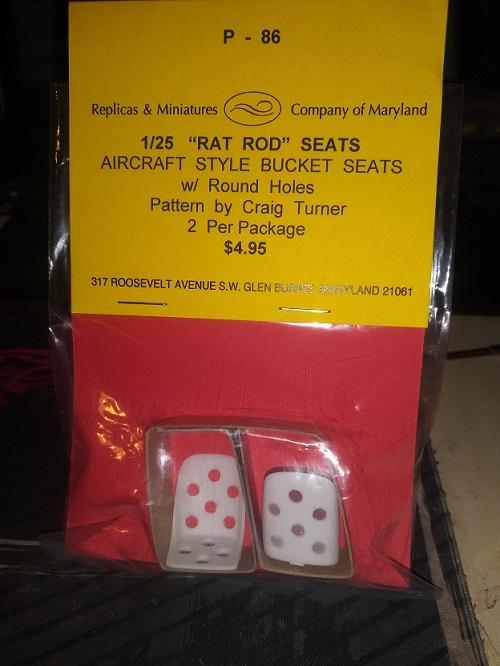 P - 86
Replicas & Miniatures Company of Maryland
1/25 "RAT ROD" SEATS
AIRCRAFT STYLE BUCKET SEATS
w/ Round Holes
Pattern by Craig Turner
2 Per Package
$4.95
317 ROOSEVELT AVENUE S.W. GLEN BURNIE, MARYLAND 21061